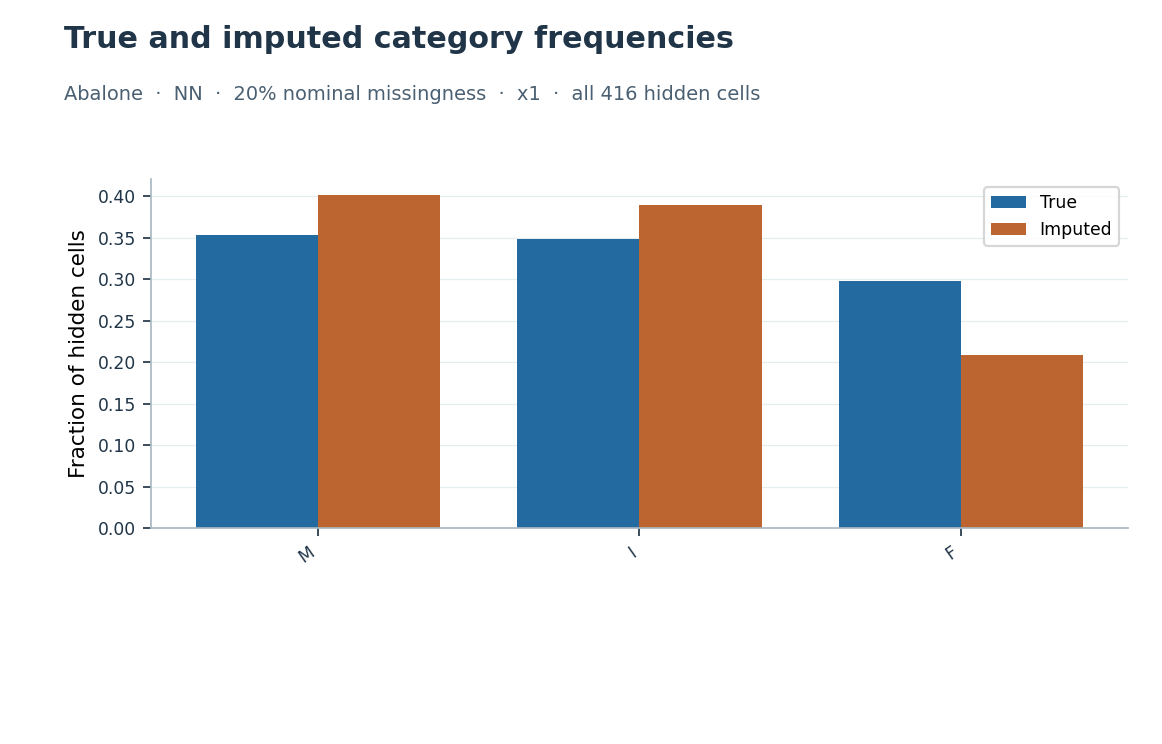 True and imputed category frequencies
Abalone · NN · 20% nominal missingness · x1 · all 416 hidden cells
Fraction of hidden cells
0.40
0.35
0.30
0.25
0.20
0.15
0.10
0.05
0.00
True
Imputed
M
I
F